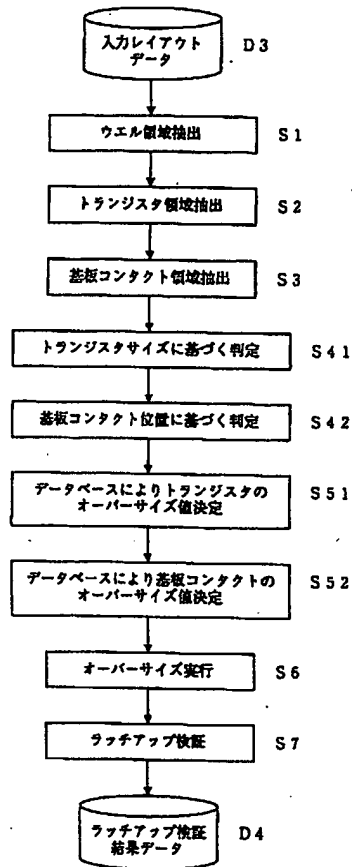 入力レイアウト
データ
D3
ウエル領域抽出
S1
トランジスタ領域抽出
S2
基板コンタクト領域抽出
S3
トランジスタサイズに基づく判定
S41
基板コンタクト位置に基づく判定
S42
データベースによりトランジスタの
オーバーサイズ値決定
S51
データベースにより基板コンタクトの
オーバーサイズ値決定
S52
オーバーサイズ実行
S6
ラッチアップ検証
S7
ラッチアップ検証
結果データ
D4